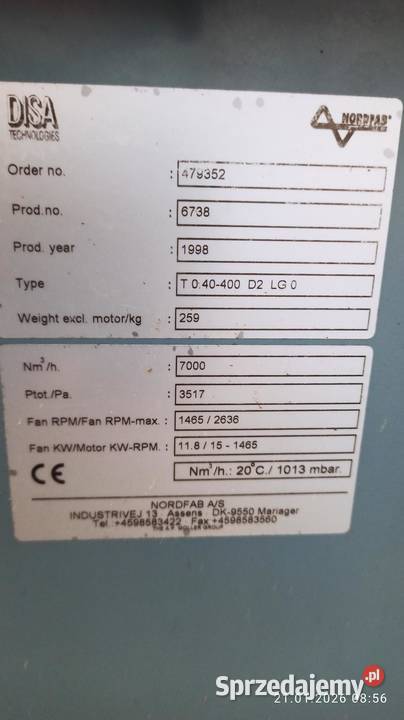 DISA
TECHNOLOGIES
NORDFAB
Order no. : 479352
Prod.no. : 6738
Prod. year : 1998
Type : T 0.40-400 D2 LG 0
Weight excl. motor/kg : 259
Nm³/h. : 7000
Ptot./Pa. : 3517
Fan RPM/Fan RPM-max. : 1465 / 2636
Fan KW/Motor KW-RPM. : 11.8 / 15 - 1465
CE
Nm³/h.: 20°C./ 1013 mbar.
NORDFAB A/S
INDUSTRIVEJ 13 . Assens . DK-9550 Mariager
Tel. +4598583422 . Fax +4598583560
THE A.P. MOLLER GROUP
Sprzedajemy.pl
21.01.2026 08:56